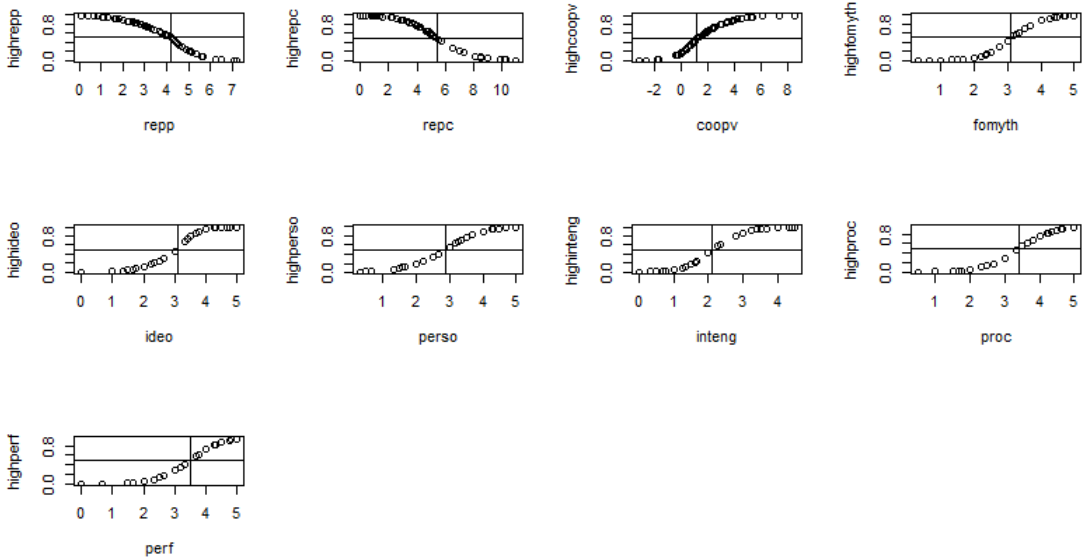 highrepp
0.0 0.8
0 1 2 3 4 5 6 7
repp
highrepc
0.0 0.8
0 2 4 6 8 10
repc
highcoopv
0.0 0.8
-2 0 2 4 6 8
coopv
highfomyth
0.0 0.8
1 2 3 4 5
fomyth
highideo
0.0 0.8
0 1 2 3 4 5
ideo
highperso
0.0 0.8
1 2 3 4 5
perso
highinteng
0.0 0.8
0 1 2 3 4
inteng
highproc
0.0 0.8
1 2 3 4 5
proc
highperf
0.0 0.8
0 1 2 3 4 5
perf